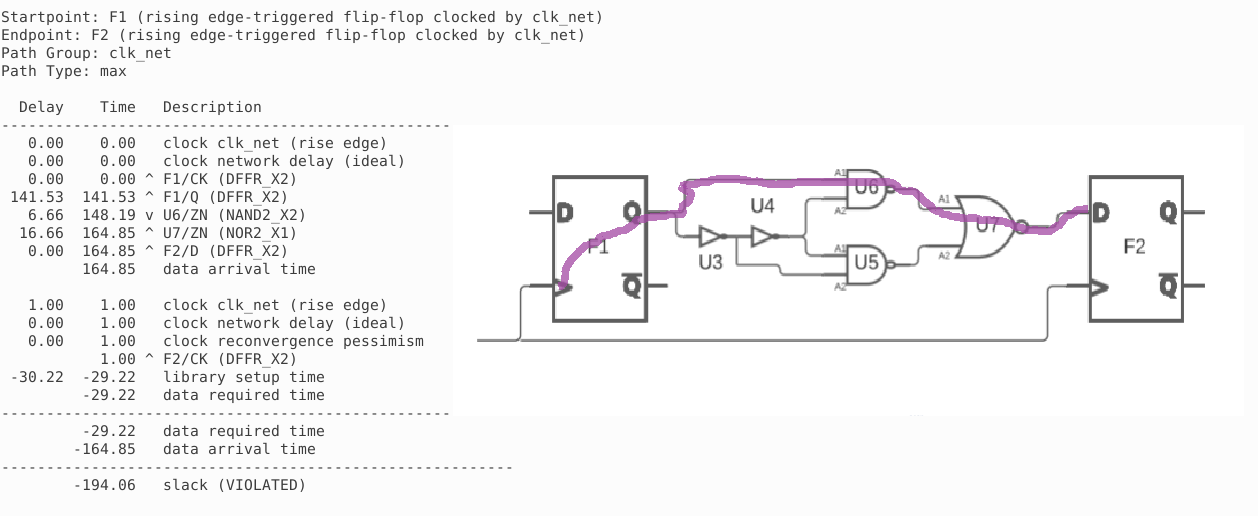 Startpoint: F1 (rising edge-triggered flip-flop clocked by clk_net)
Endpoint: F2 (rising edge-triggered flip-flop clocked by clk_net)
Path Group: clk_net
Path Type: max
Delay Time Description
---------------------------------------------------
0.00 0.00 clock clk_net (rise edge)
0.00 0.00 clock network delay (ideal)
0.00 0.00 ^ F1/CK (DFFR_X2)
141.53 141.53 ^ F1/Q (DFFR_X2)
6.66 148.19 v U6/ZN (NAND2_X2)
16.66 164.85 ^ U7/ZN (NOR2_X1)
0.00 164.85 ^ F2/D (DFFR_X2)
164.85 data arrival time
1.00 1.00 clock clk_net (rise edge)
0.00 1.00 clock network delay (ideal)
0.00 1.00 clock reconvergence pessimism
1.00 ^ F2/CK (DFFR_X2)
-30.22 -29.22 library setup time
-29.22 data required time
---------------------------------------------------
-29.22 data required time
-164.85 data arrival time
---------------------------------------------------------
-194.06 slack (VIOLATED)
D Q
F1
Q
U3
U4
A1
U6
A2
A1
U5
A2
A1
U7
A2
D Q
F2
Q